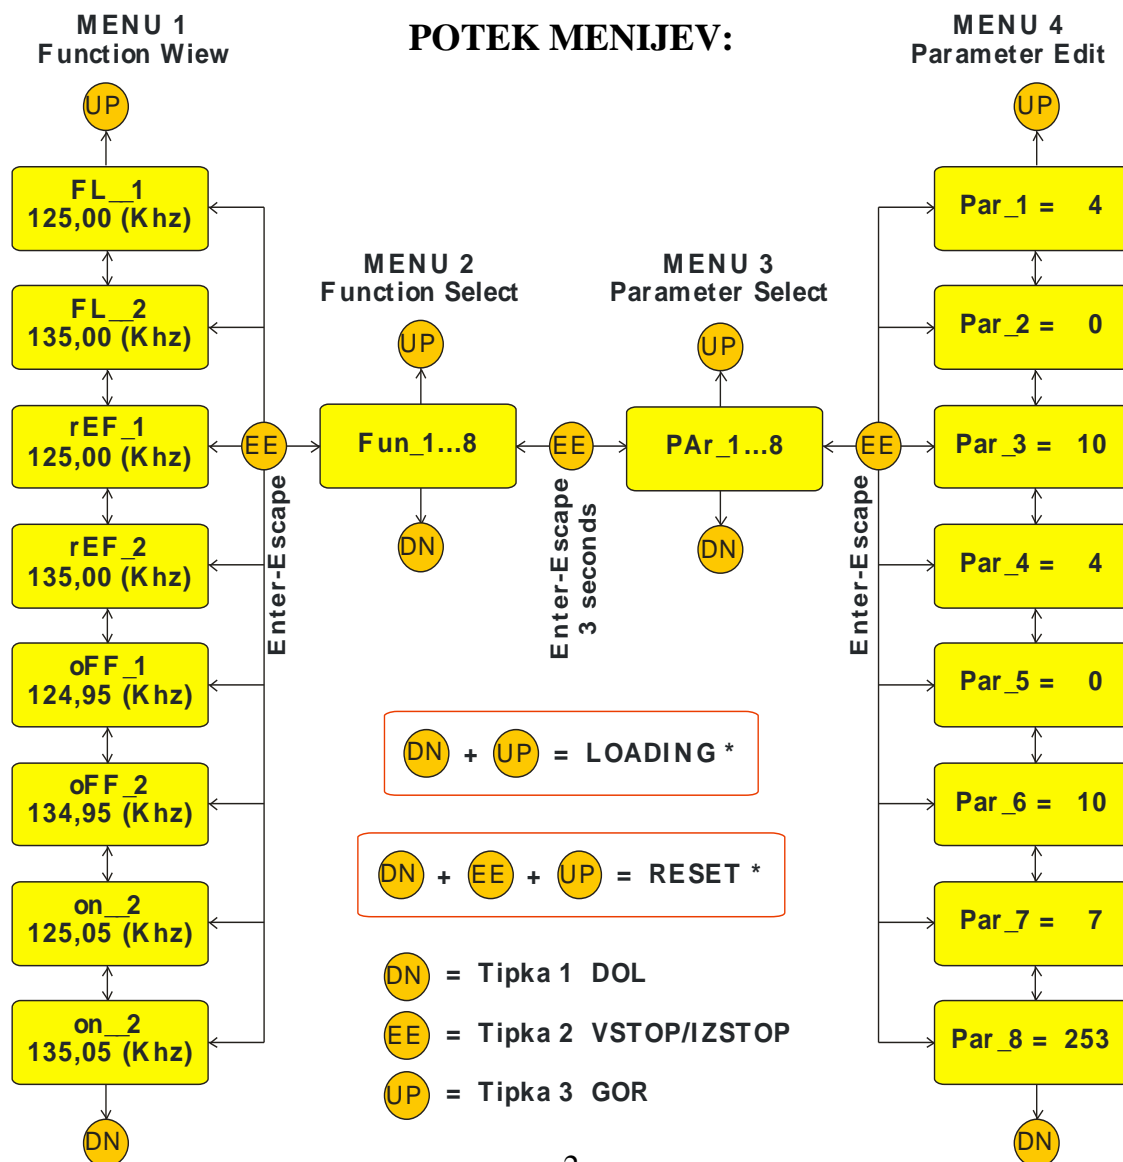 POTEK MENIJEV:
MENU 1
Function Wiew
UP
FL__1
125,00 (Khz)
FL__2
135,00 (Khz)
rEF_1
125,00 (Khz)
rEF_2
135,00 (Khz)
oFF_1
124,95 (Khz)
oFF_2
134,95 (Khz)
on__2
125,05 (Khz)
on__2
135,05 (Khz)
DN
EE
Enter-Escape
MENU 2
Function Select
UP
Fun_1...8
DN
EE
Enter-Escape
3 seconds
MENU 3
Parameter Select
UP
PAr_1...8
DN
EE
Enter-Escape
MENU 4
Parameter Edit
UP
Par_1 = 4
Par_2 = 0
Par_3 = 10
Par_4 = 4
Par_5 = 0
Par_6 = 10
Par_7 = 7
Par_8 = 253
DN
DN + UP = LOADING *
DN + EE + UP = RESET *
DN = Tipka 1 DOL
EE = Tipka 2 VSTOP/IZSTOP
UP = Tipka 3 GOR